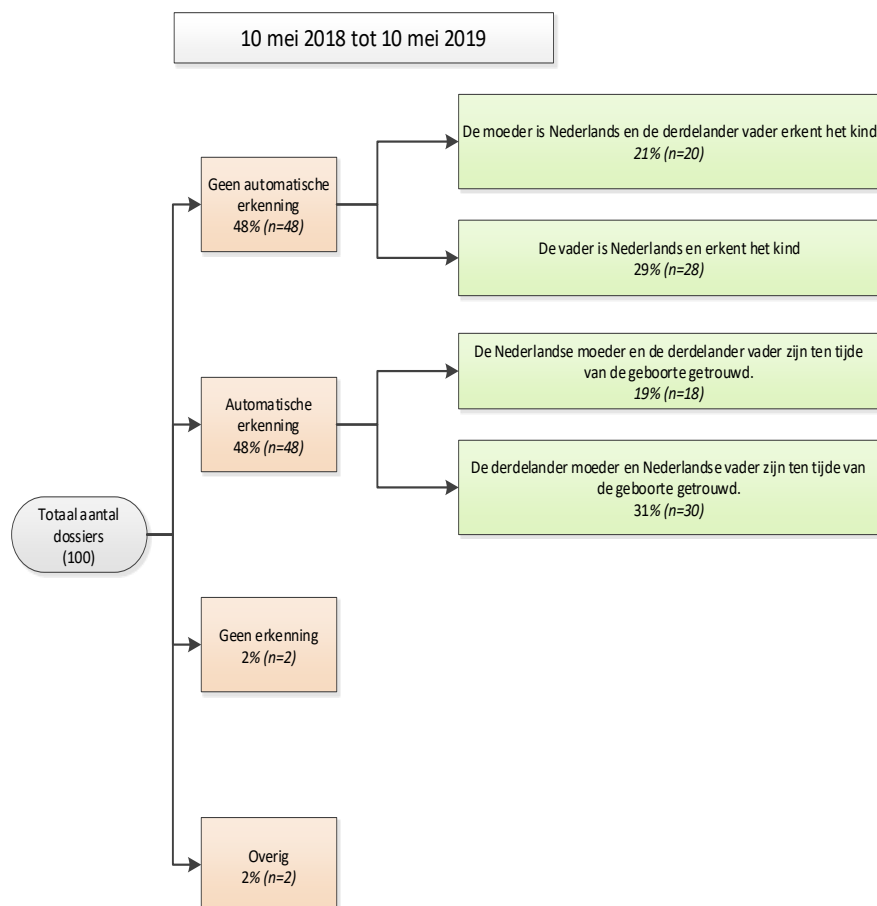 10 mei 2018 tot 10 mei 2019
De moeder is Nederlands en de derdelander vader erkent het kind
21% (n=20)
Geen automatische
erkenning
48% (n=48)
De vader is Nederlands en erkent het kind
29% (n=28)
De Nederlandse moeder en de derdelander vader zijn ten tijde
van de geboorte getrouwd.
19% (n=18)
Automatische
erkenning
48% (n=48)
De derdelander moeder en Nederlandse vader zijn ten tijde van
de geboorte getrouwd.
31% (n=30)
Totaal aantal
dossiers
(100)
Geen erkenning
2% (n=2)
Overig
2% (n=2)